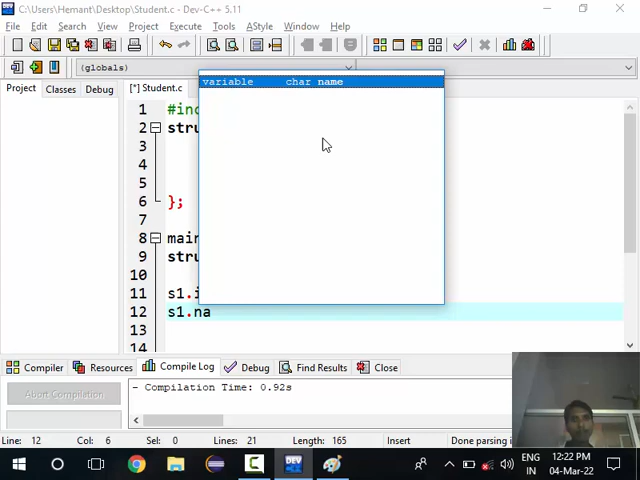 C:\Users\Hemant\Desktop\Student.c - Dev-C++ 5.11
File Edit Search View Project Execute Tools AStyle Window Help
(globals)
Project Classes Debug [*] Student.c
variable char name
1 #inc
2 stru
3
4
5
6 };
7
8 main
9 stru
10
11 s1.i
12 s1.na
13
14
Compiler Resources Compile Log Debug Find Results Close
Abort Compilation
- Compilation Time: 0.92s
Line: 12 Col: 6 Sel: 0 Lines: 21 Length: 165 Insert Done parsing i
DEV
ENG 12:22 PM
IN 04-Mar-22